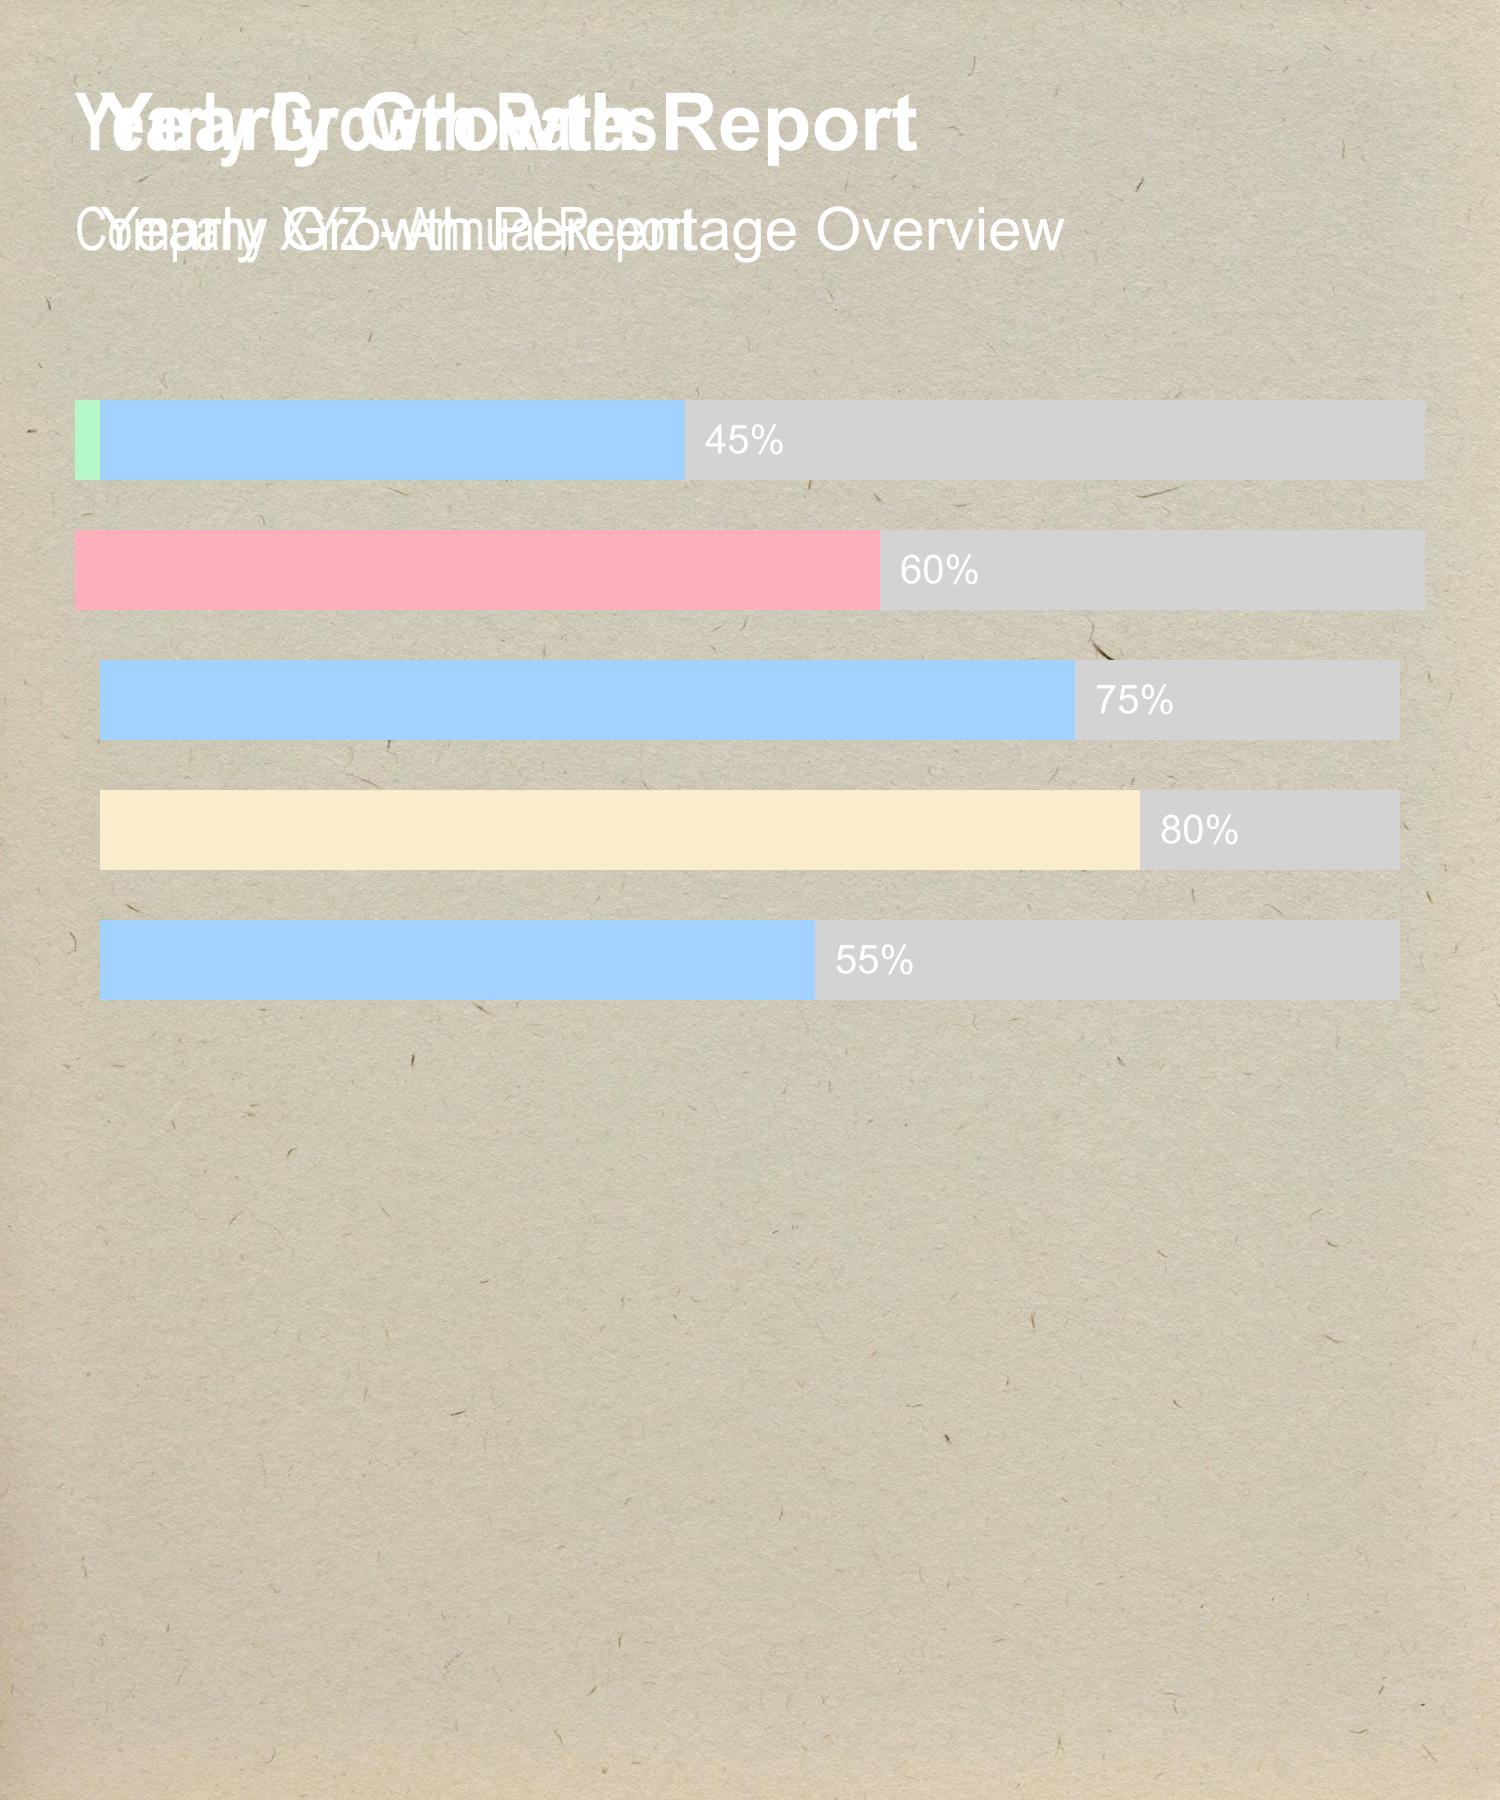 Yearly Growth Rates
Yearly Growth Report
Company XYZ - Annual Report
Yearly Growth Percentage Overview
45%
60%
75%
80%
55%